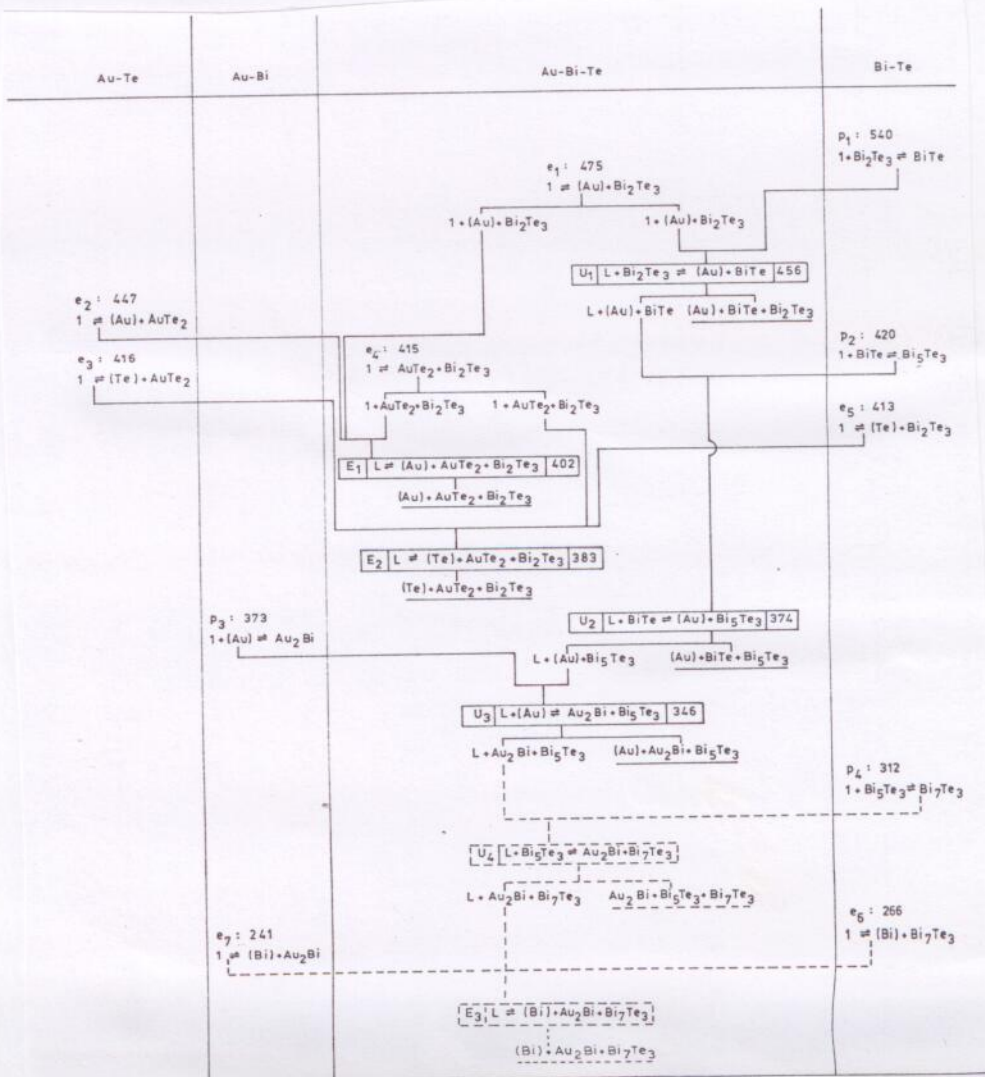 Au-Te Au-Bi Au-Bi-Te Bi-Te
p₁: 540
1+Bi₂Te₃ ⇌ BiTe
e₁: 475
1 ⇌ (Au)+Bi₂Te₃
1+(Au)+Bi₂Te₃ 1+(Au)+Bi₂Te₃
U₁ L+Bi₂Te₃ ⇌ (Au)+BiTe 456
e₂: 447
1 ⇌ (Au)+AuTe₂
L+(Au)+BiTe (Au)+BiTe+Bi₂Te₃
p₂: 420
1+BiTe ⇌ Bi₅Te₃
e₃: 416
1 ⇌ (Te)+AuTe₂
e₄: 415
1 ⇌ AuTe₂+Bi₂Te₃
1+AuTe₂+Bi₂Te₃ 1+AuTe₂+Bi₂Te₃
e₅: 413
1 ⇌ (Te)+Bi₂Te₃
E₁ L ⇌ (Au)+AuTe₂+Bi₂Te₃ 402
(Au)+AuTe₂+Bi₂Te₃
E₂ L ⇌ (Te)+AuTe₂+Bi₂Te₃ 383
(Te)+AuTe₂+Bi₂Te₃
p₃: 373
1+(Au) ⇌ Au₂Bi
U₂ L+BiTe ⇌ (Au)+Bi₅Te₃ 374
L+(Au)+Bi₅Te₃ (Au)+BiTe+Bi₅Te₃
U₃ L+(Au) ⇌ Au₂Bi+Bi₅Te₃ 346
L+Au₂Bi+Bi₅Te₃ (Au)+Au₂Bi+Bi₅Te₃
p₄: 312
1+Bi₅Te₃ ⇌ Bi₇Te₃
U₄ L+Bi₅Te₃ ⇌ Au₂Bi+Bi₇Te₃
L+Au₂Bi+Bi₇Te₃ Au₂Bi+Bi₅Te₃+Bi₇Te₃
e₆: 266
1 ⇌ (Bi)+Bi₇Te₃
e₇: 241
1 ⇌ (Bi)+Au₂Bi
E₃ L ⇌ (Bi)+Au₂Bi+Bi₇Te₃
(Bi)+Au₂Bi+Bi₇Te₃